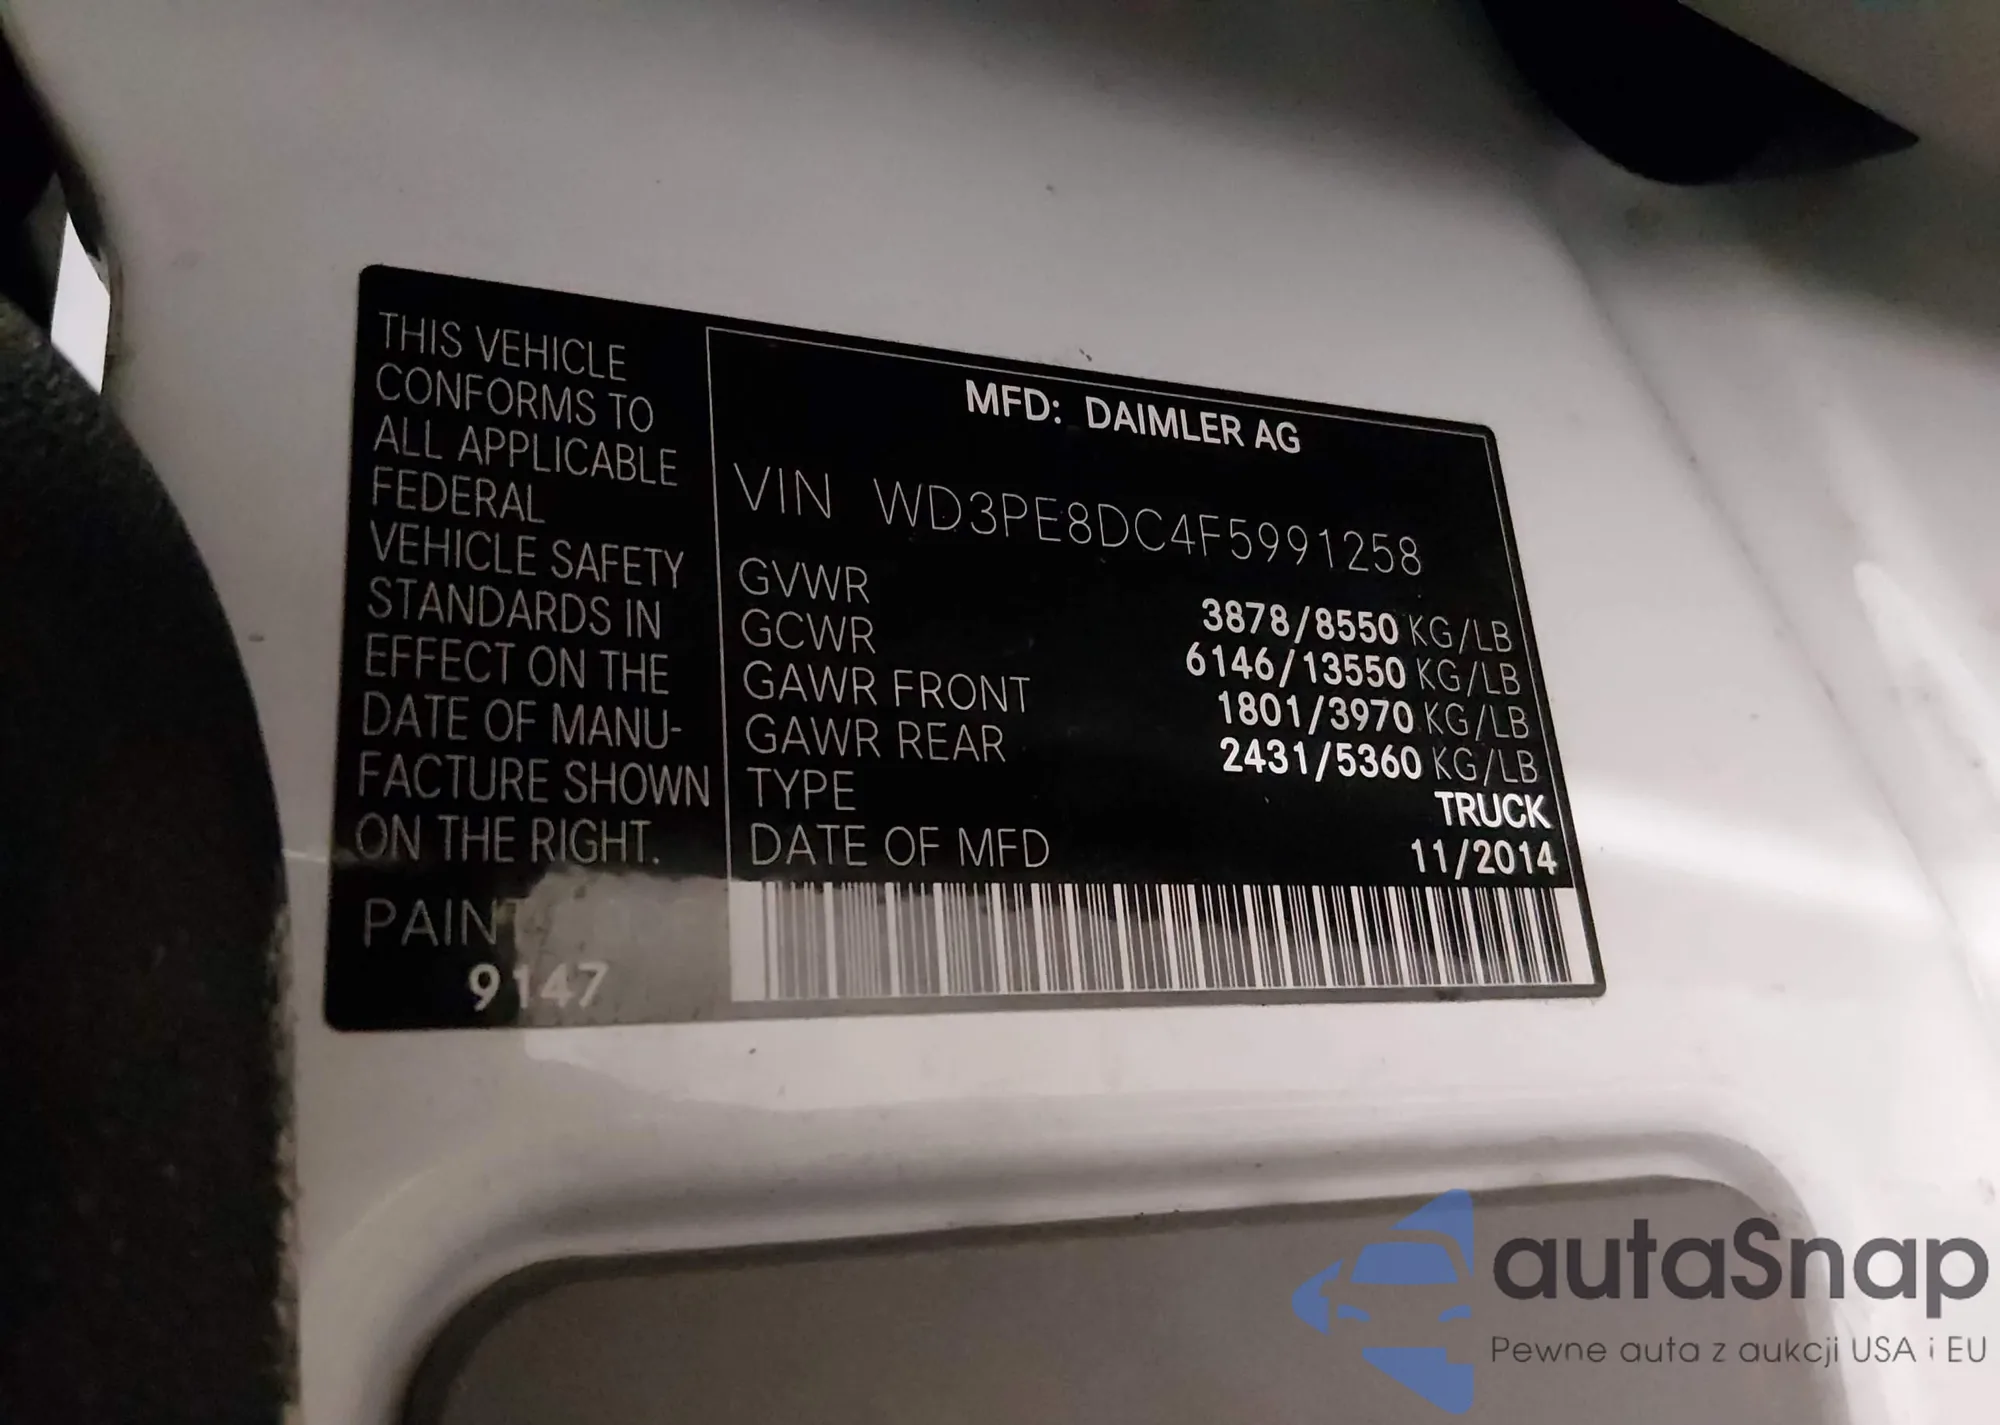 THIS VEHICLE
CONFORMS TO
ALL APPLICABLE
FEDERAL
VEHICLE SAFETY
STANDARDS IN
EFFECT ON THE
DATE OF MANU-
FACTURE SHOWN
ON THE RIGHT.
PAINT
9147
MFD: DAIMLER AG
VIN WD3PE8DC4F5991258
GVWR 3878/8550 KG/LB
GCWR 6146/13550 KG/LB
GAWR FRONT 1801/3970 KG/LB
GAWR REAR 2431/5360 KG/LB
TYPE TRUCK
DATE OF MFD 11/2014
autaSnap
Pewne auta z aukcji USA i EU